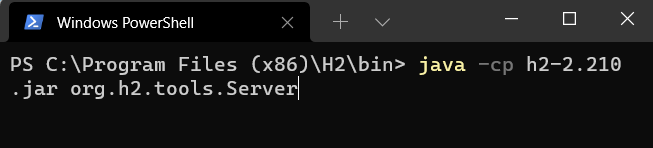 Windows PowerShell
PS C:\Program Files (x86)\H2\bin> java -cp h2-2.210
.jar org.h2.tools.Server